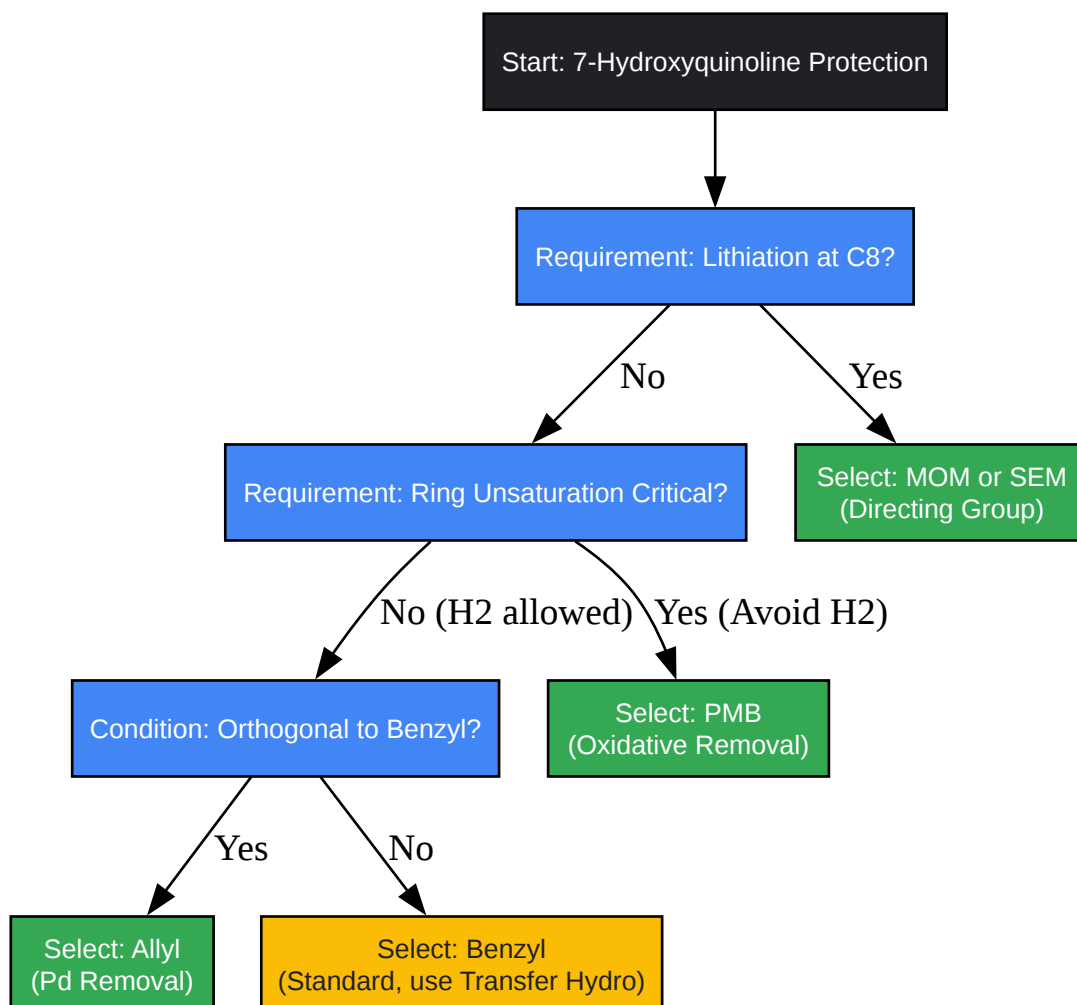 Start: 7-Hydroxyquinoline Protection
Requirement: Lithiation at C8?
No
Yes
Requirement: Ring Unsaturation Critical?
Select: MOM or SEM
(Directing Group)
No (H2 allowed)
Yes (Avoid H2)
Condition: Orthogonal to Benzyl?
Select: PMB
(Oxidative Removal)
Yes
No
Select: Allyl
(Pd Removal)
Select: Benzyl
(Standard, use Transfer Hydro)